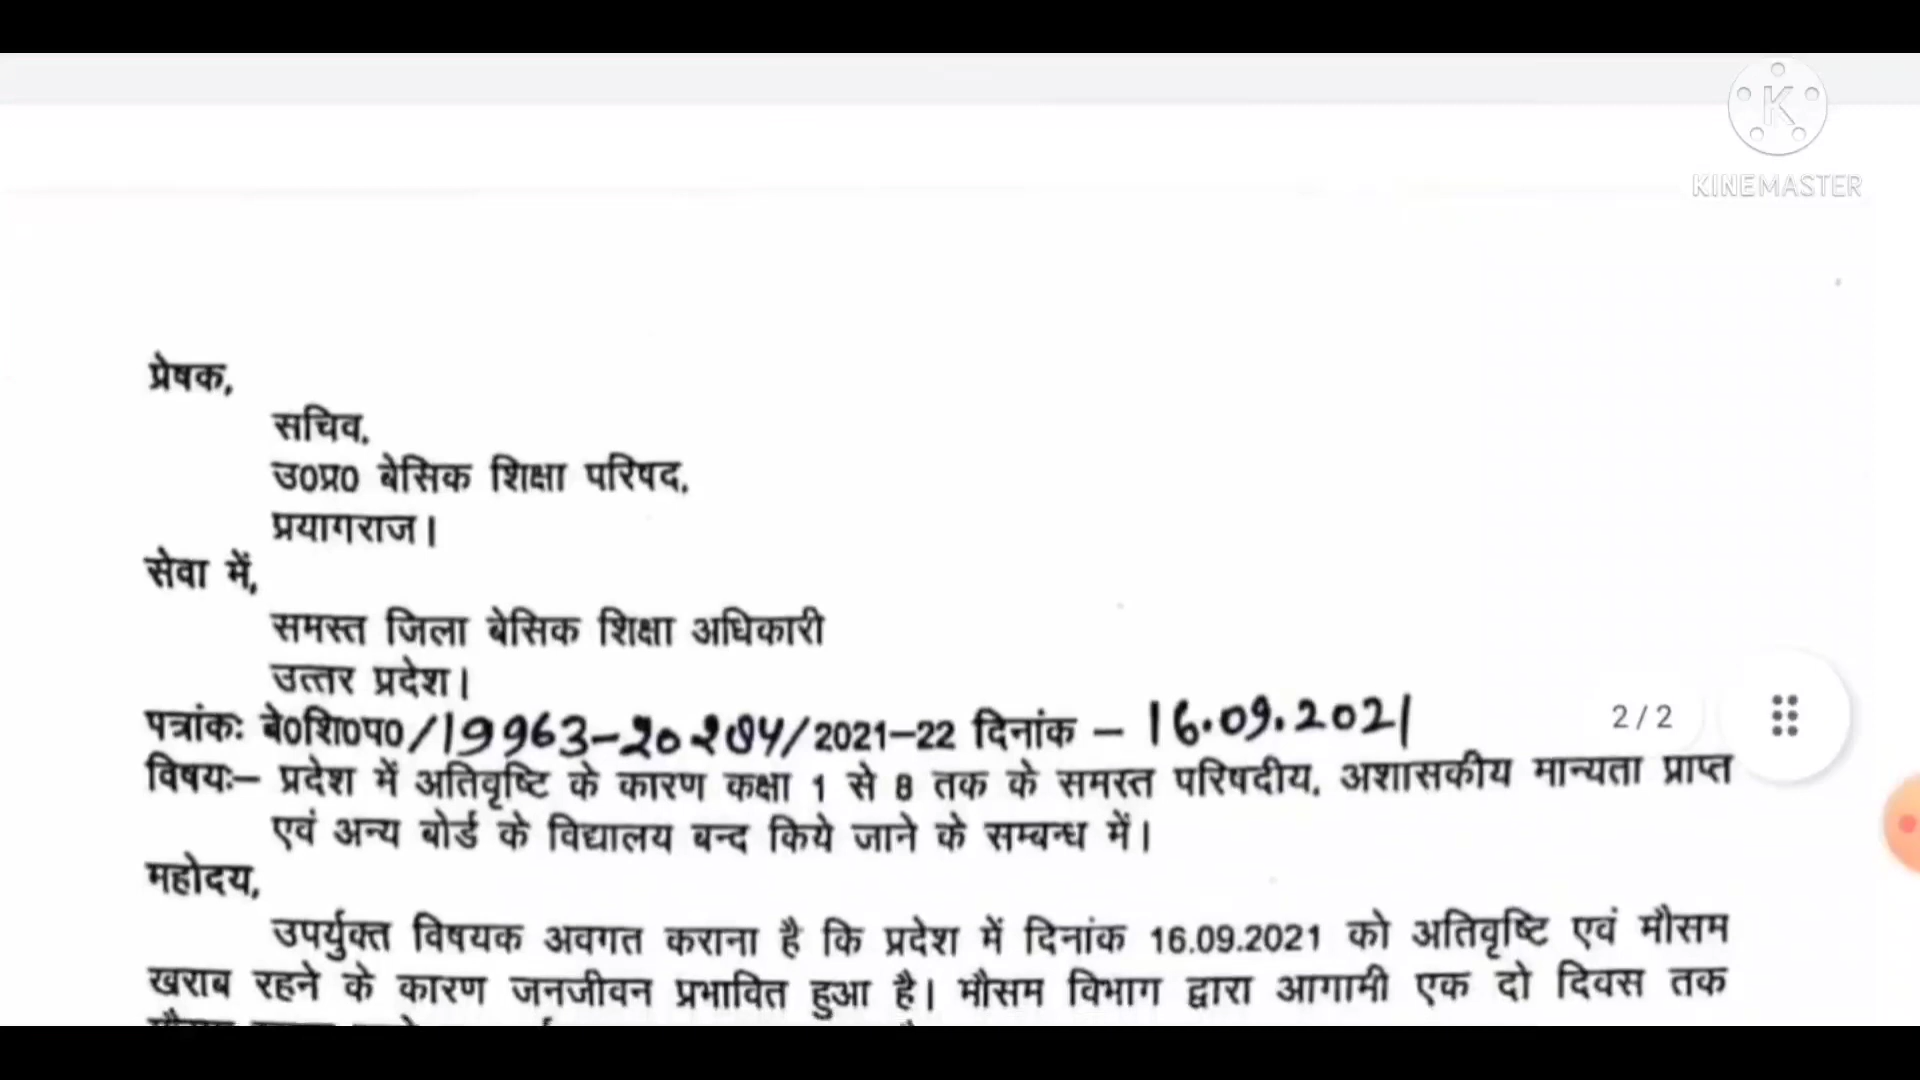 KINEMASTER
प्रेषक,
सचिव,
उ0प्र0 बेसिक शिक्षा परिषद,
प्रयागराज।
सेवा में,
समस्त जिला बेसिक शिक्षा अधिकारी
उत्तर प्रदेश।
पत्रांकः बे0शि0प0/19963-20204/2021-22 दिनांक - 16.09.2021
2/2
विषयः- प्रदेश में अतिवृष्टि के कारण कक्षा 1 से 8 तक के समस्त परिषदीय, अशासकीय मान्यता प्राप्त
एवं अन्य बोर्ड के विद्यालय बन्द किये जाने के सम्बन्ध में।
महोदय,
उपर्युक्त विषयक अवगत कराना है कि प्रदेश में दिनांक 16.09.2021 को अतिवृष्टि एवं मौसम
खराब रहने के कारण जनजीवन प्रभावित हुआ है। मौसम विभाग द्वारा आगामी एक दो दिवस तक